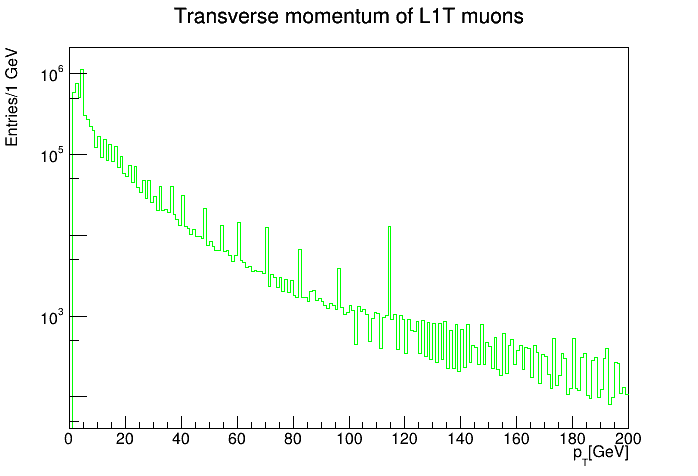 Transverse momentum of L1T muons
Entries/1 GeV
10^6
10^5
10^3
0 20 40 60 80 100 120 140 160 180 200
p_T[GeV]